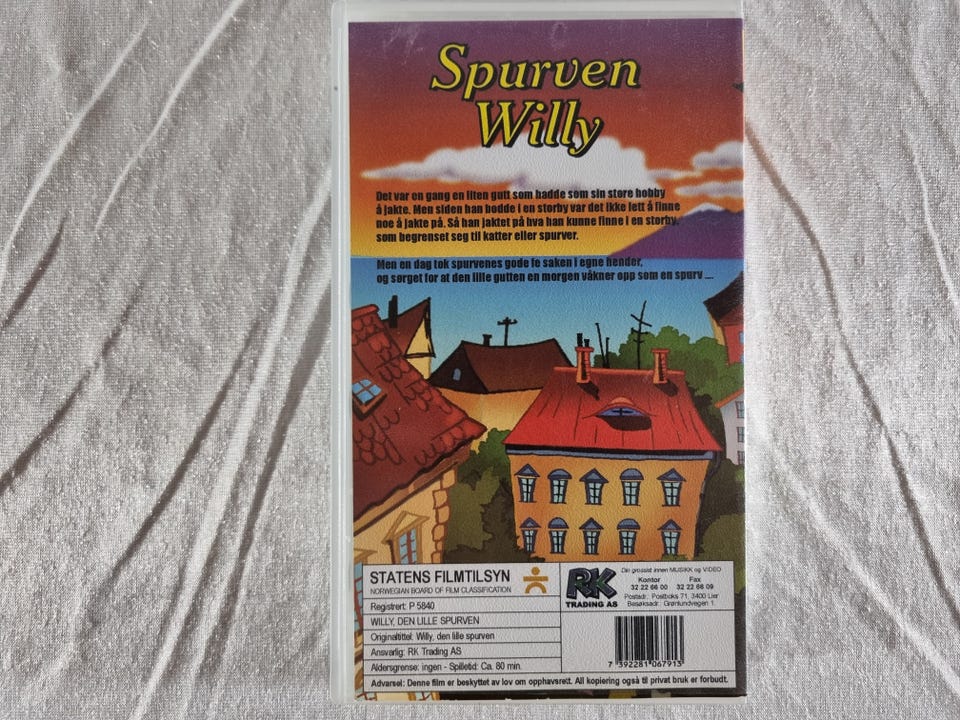 Spurven
Willy
Det var en gang en liten gutt som hadde som sin store hobby
å jakte. Men siden han bodde i en storby var det ikke lett å finne
noe å jakte på. Så han jaktet på hva han kunne finne i en storby,
som begrenset seg til katter eller spurver.
Men en dag tok spurvenes gode fe saken i egne hender,
og sørget for at den lille gutten en morgen våkner opp som en spurv ....
STATENS FILMTILSYN
NORWEGIAN BOARD OF FILM CLASSIFICATION
Registrert: P 5840
WILLY, DEN LILLE SPURVEN
Originaltittel: Willy, den lille spurven
Ansvarlig: RK Trading AS
Aldersgrense: ingen - Spilletid: Ca. 80 min.
RK
TRADING AS
Din grossist innen MUSIKK og VIDEO
Kontor Fax
32 22 66 00 32 22 66 09
Postadr.: Postboks 71, 3400 Lier
Besøksadr.: Grønlundvegen 1.
7 392281 067913
Advarsel: Denne film er beskyttet av lov om opphavsrett. All kopiering også til privat bruk er forbudt.